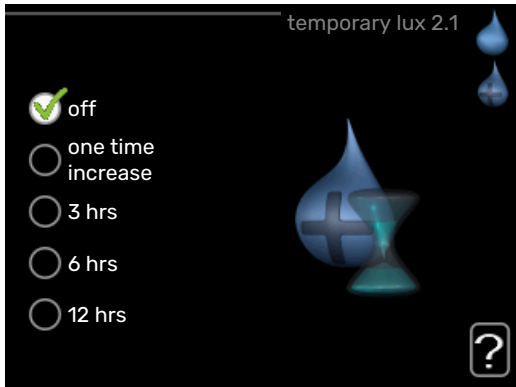 temporary lux 2.1
off
one time
increase
3 hrs
6 hrs
12 hrs
?